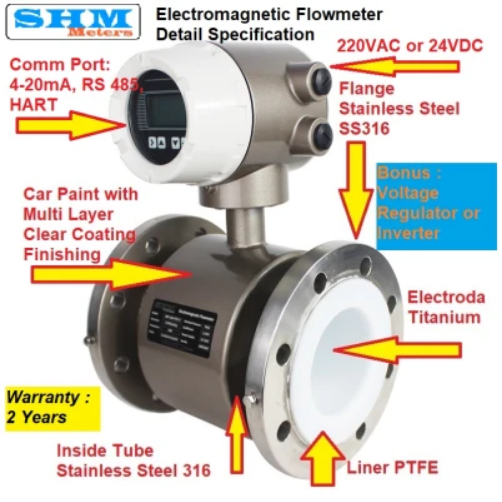 SHM
Meters
Electromagnetic Flowmeter
Detail Specification
220VAC or 24VDC
Comm Port:
4-20mA, RS 485,
HART
Flange
Stainless Steel
SS316
Bonus :
Voltage
Regulator or
Inverter
Car Paint with
Multi Layer
Clear Coating
Finishing
Electroda
Titanium
Electromagnetic Flowmeter
Warranty :
2 Years
Inside Tube
Stainless Steel 316
Liner PTFE